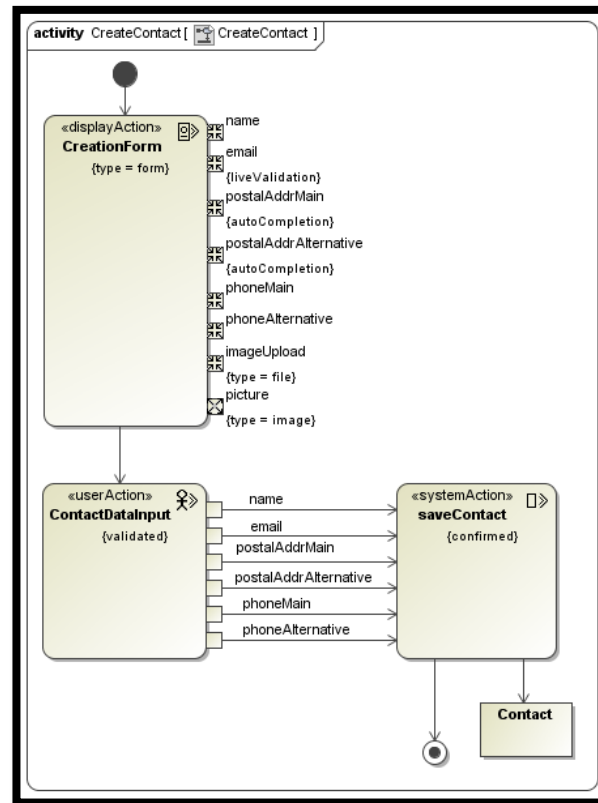 activity CreateContact[ CreateContact ]
«displayAction»
CreationForm
{type = form}
name
email
{liveValidation}
postalAddrMain
{autoCompletion}
postalAddrAlternative
{autoCompletion}
phoneMain
phoneAlternative
imageUpload
{type = file}
picture
{type = image}
«userAction»
ContactDataInput
{validated}
name
email
postalAddrMain
postalAddrAlternative
phoneMain
phoneAlternative
«systemAction»
saveContact
{confirmed}
Contact